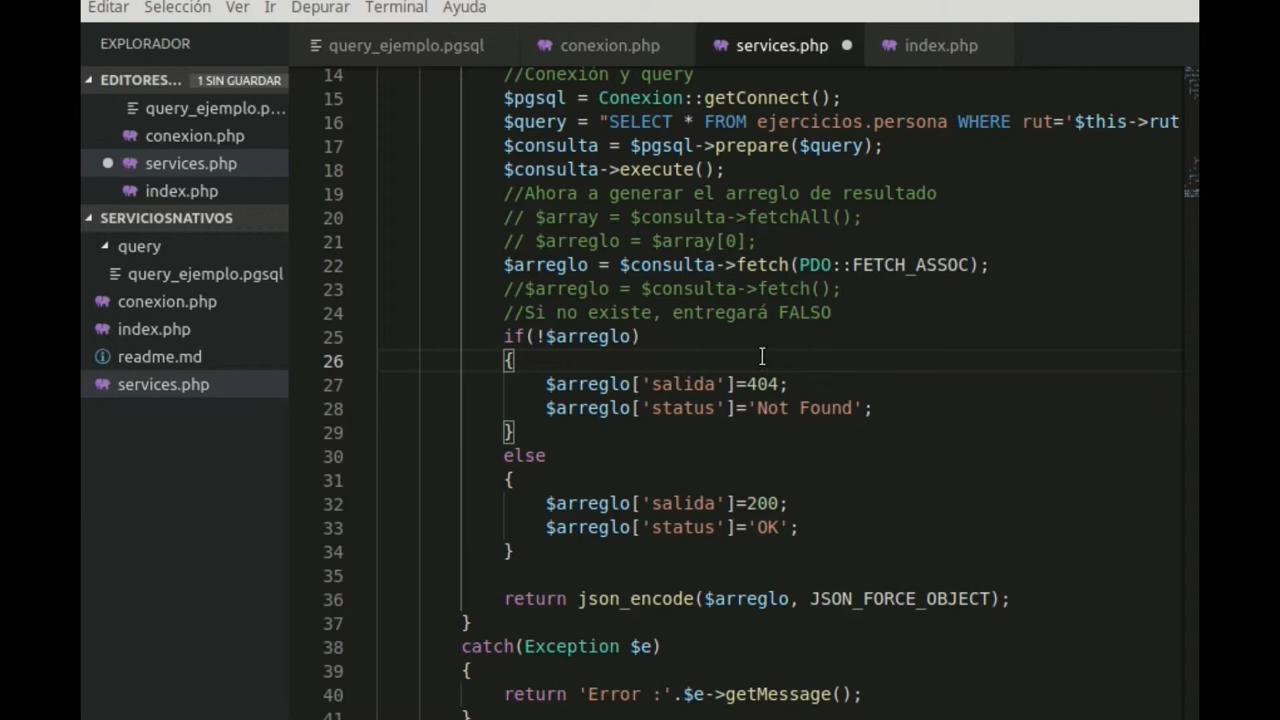 Editar Selección Ver Ir Depurar Terminal Ayuda
EXPLORADOR
EDITORES... 1 SIN GUARDAR
query_ejemplo.p...
conexion.php
services.php
index.php
SERVICIOSNATIVOS
query
query_ejemplo.pgsql
conexion.php
index.php
readme.md
services.php
query_ejemplo.pgsql conexion.php services.php index.php
14 //Conexión y query
15 $pgsql = Conexion::getConnect();
16 $query = "SELECT * FROM ejercicios.persona WHERE rut='$this->rut
17 $consulta = $pgsql->prepare($query);
18 $consulta->execute();
19 //Ahora a generar el arreglo de resultado
20 // $array = $consulta->fetchAll();
21 // $arreglo = $array[0];
22 $arreglo = $consulta->fetch(PDO::FETCH_ASSOC);
23 //$arreglo = $consulta->fetch();
24 //Si no existe, entregará FALSO
25 if(!$arreglo)
26 {
27 $arreglo['salida']=404;
28 $arreglo['status']='Not Found';
29 }
30 else
31 {
32 $arreglo['salida']=200;
33 $arreglo['status']='OK';
34 }
35
36 return json_encode($arreglo, JSON_FORCE_OBJECT);
37 }
38 catch(Exception $e)
39 {
40 return 'Error :'.$e->getMessage();
41 }